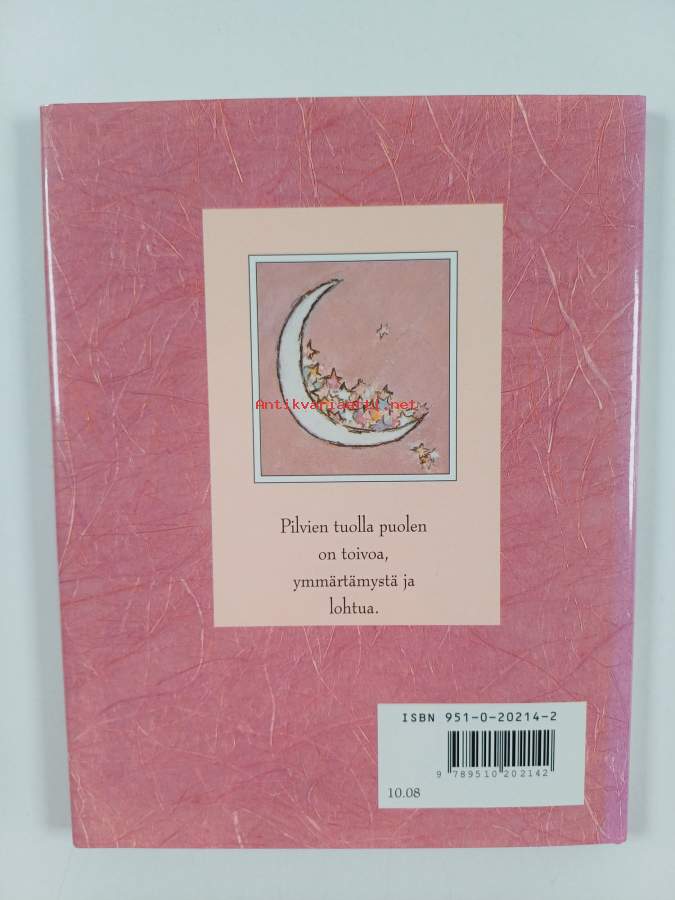 Antikvariaatti.net
Pilvien tuolla puolen
on toivoa,
ymmärtämystä ja
lohtua.
ISBN 951-0-20214-2
9 789510 202142
10.08